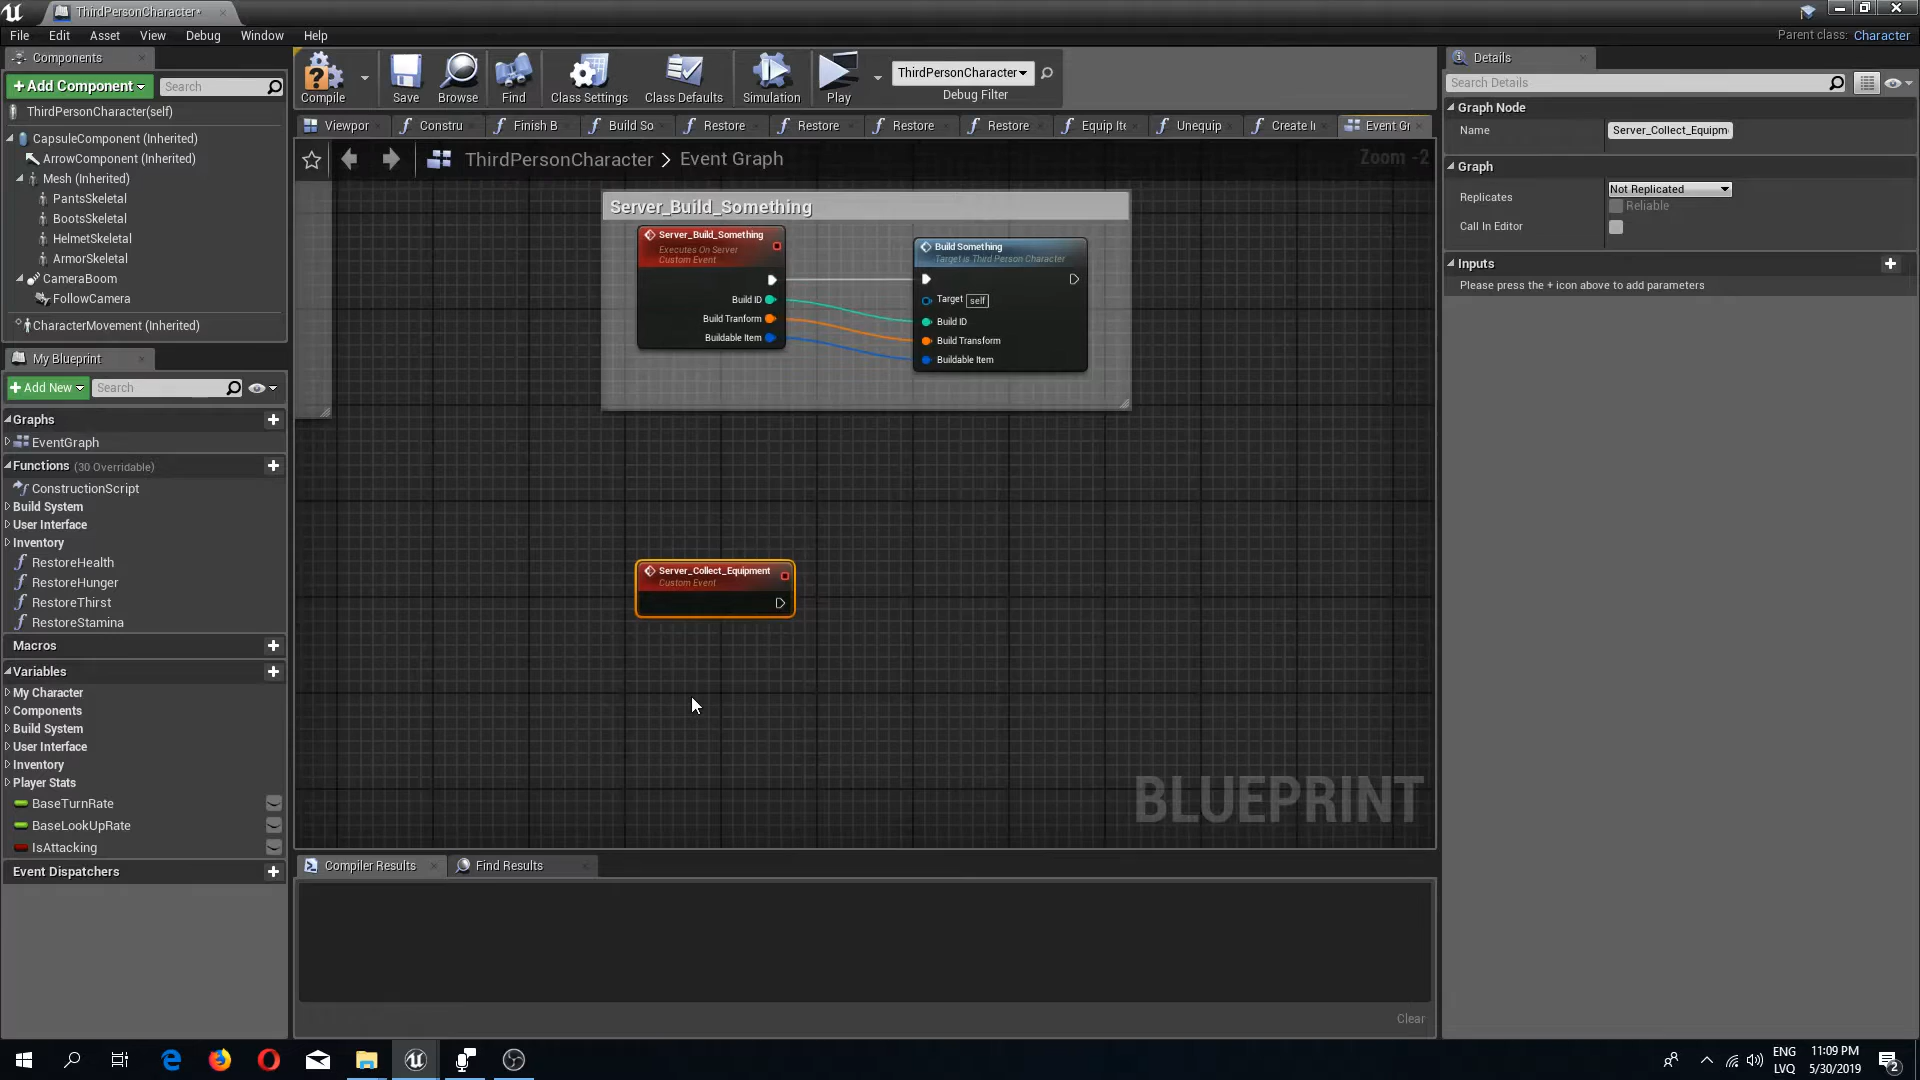 ThirdPersonCharacter*
File Edit Asset View Debug Window Help
Parent class: Character
Components
+Add Component
Search
ThirdPersonCharacter(self)
CapsuleComponent (Inherited)
ArrowComponent (Inherited)
Mesh (Inherited)
PantsSkeletal
BootsSkeletal
HelmetSkeletal
ArmorSkeletal
CameraBoom
FollowCamera
CharacterMovement (Inherited)
My Blueprint
+Add New
Search
Graphs
EventGraph
Functions (30 Overridable)
ConstructionScript
Build System
User Interface
Inventory
RestoreHealth
RestoreHunger
RestoreThirst
RestoreStamina
Macros
Variables
My Character
Components
Build System
User Interface
Inventory
Player Stats
BaseTurnRate
BaseLookUpRate
IsAttacking
Event Dispatchers
Compile
Save
Browse
Find
Class Settings
Class Defaults
Simulation
Play
ThirdPersonCharacter
Debug Filter
Viewpor
Constru
Finish B
Build So
Restore
Restore
Restore
Restore
Equip Ite
Unequip
Create I
Event Gr
ThirdPersonCharacter > Event Graph
Zoom -2
Server_Build_Something
Server_Build_Something
Executes On Server
Custom Event
Build ID
Build Tranform
Buildable Item
Build Something
Target is Third Person Character
Target self
Build ID
Build Transform
Buildable Item
Server_Collect_Equipment
Custom Event
BLUEPRINT
Compiler Results
Find Results
Clear
Details
Search Details
Graph Node
Name Server_Collect_Equipm
Graph
Replicates Not Replicated
Reliable
Call In Editor
Inputs
Please press the + icon above to add parameters
ENG
LVQ
11:09 PM
5/30/2019
2